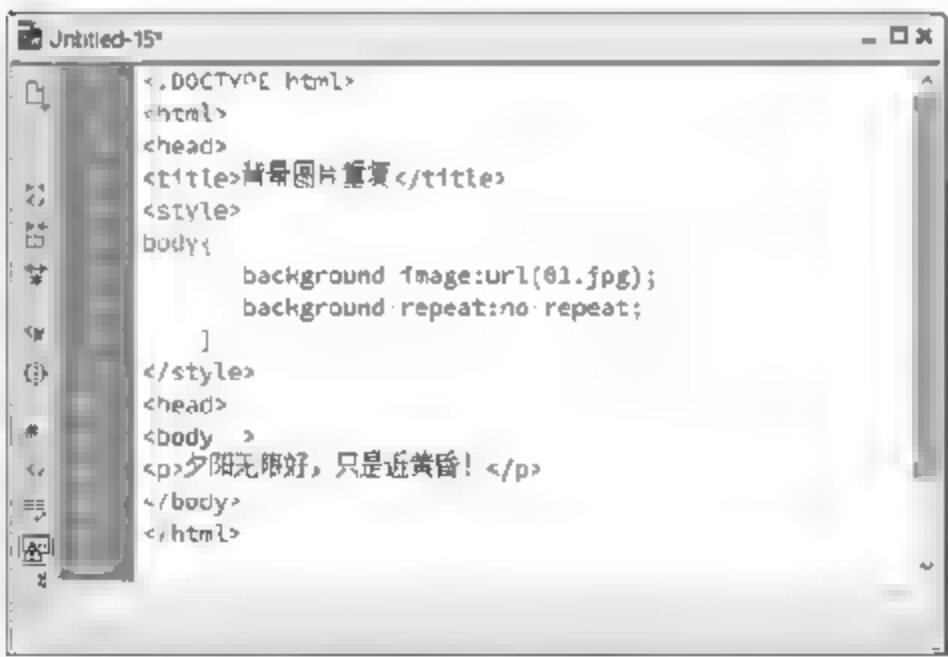 Untitled-15*
<!DOCTYPE html>
<html>
<head>
<title>背景图片重复</title>
<style>
body{
background-image:url(01.jpg);
background-repeat:no-repeat;
}
</style>
<head>
<body >
<p>夕阳无限好，只是近黄昏！</p>
</body>
</html>